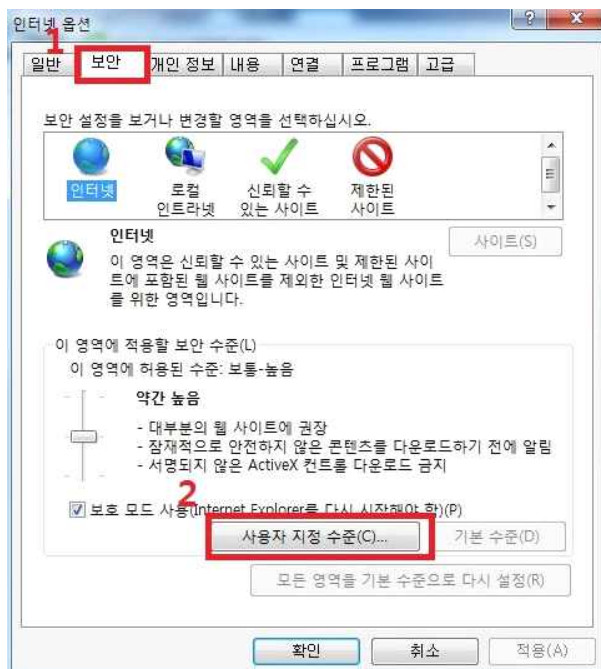 인터넷 옵션
1
일반 보안 개인 정보 내용 연결 프로그램 고급
보안 설정을 보거나 변경할 영역을 선택하십시오.
인터넷 로컬 인트라넷 신뢰할 수 있는 사이트 제한된 사이트
인터넷
사이트(S)
이 영역은 신뢰할 수 있는 사이트 및 제한된 사이
트에 포함된 웹 사이트를 제외한 인터넷 웹 사이트
를 위한 영역입니다.
이 영역에 적용할 보안 수준(L)
이 영역에 허용된 수준: 보통-높음
약간 높음
- 대부분의 웹 사이트에 권장
- 잠재적으로 안전하지 않은 콘텐츠를 다운로드하기 전에 알림
- 서명되지 않은 ActiveX 컨트롤 다운로드 금지
2
보호 모드 사용(Internet Explorer를 다시 시작해야 함)(P)
사용자 지정 수준(C)... 기본 수준(D)
모든 영역을 기본 수준으로 다시 설정(R)
확인 취소 적용(A)